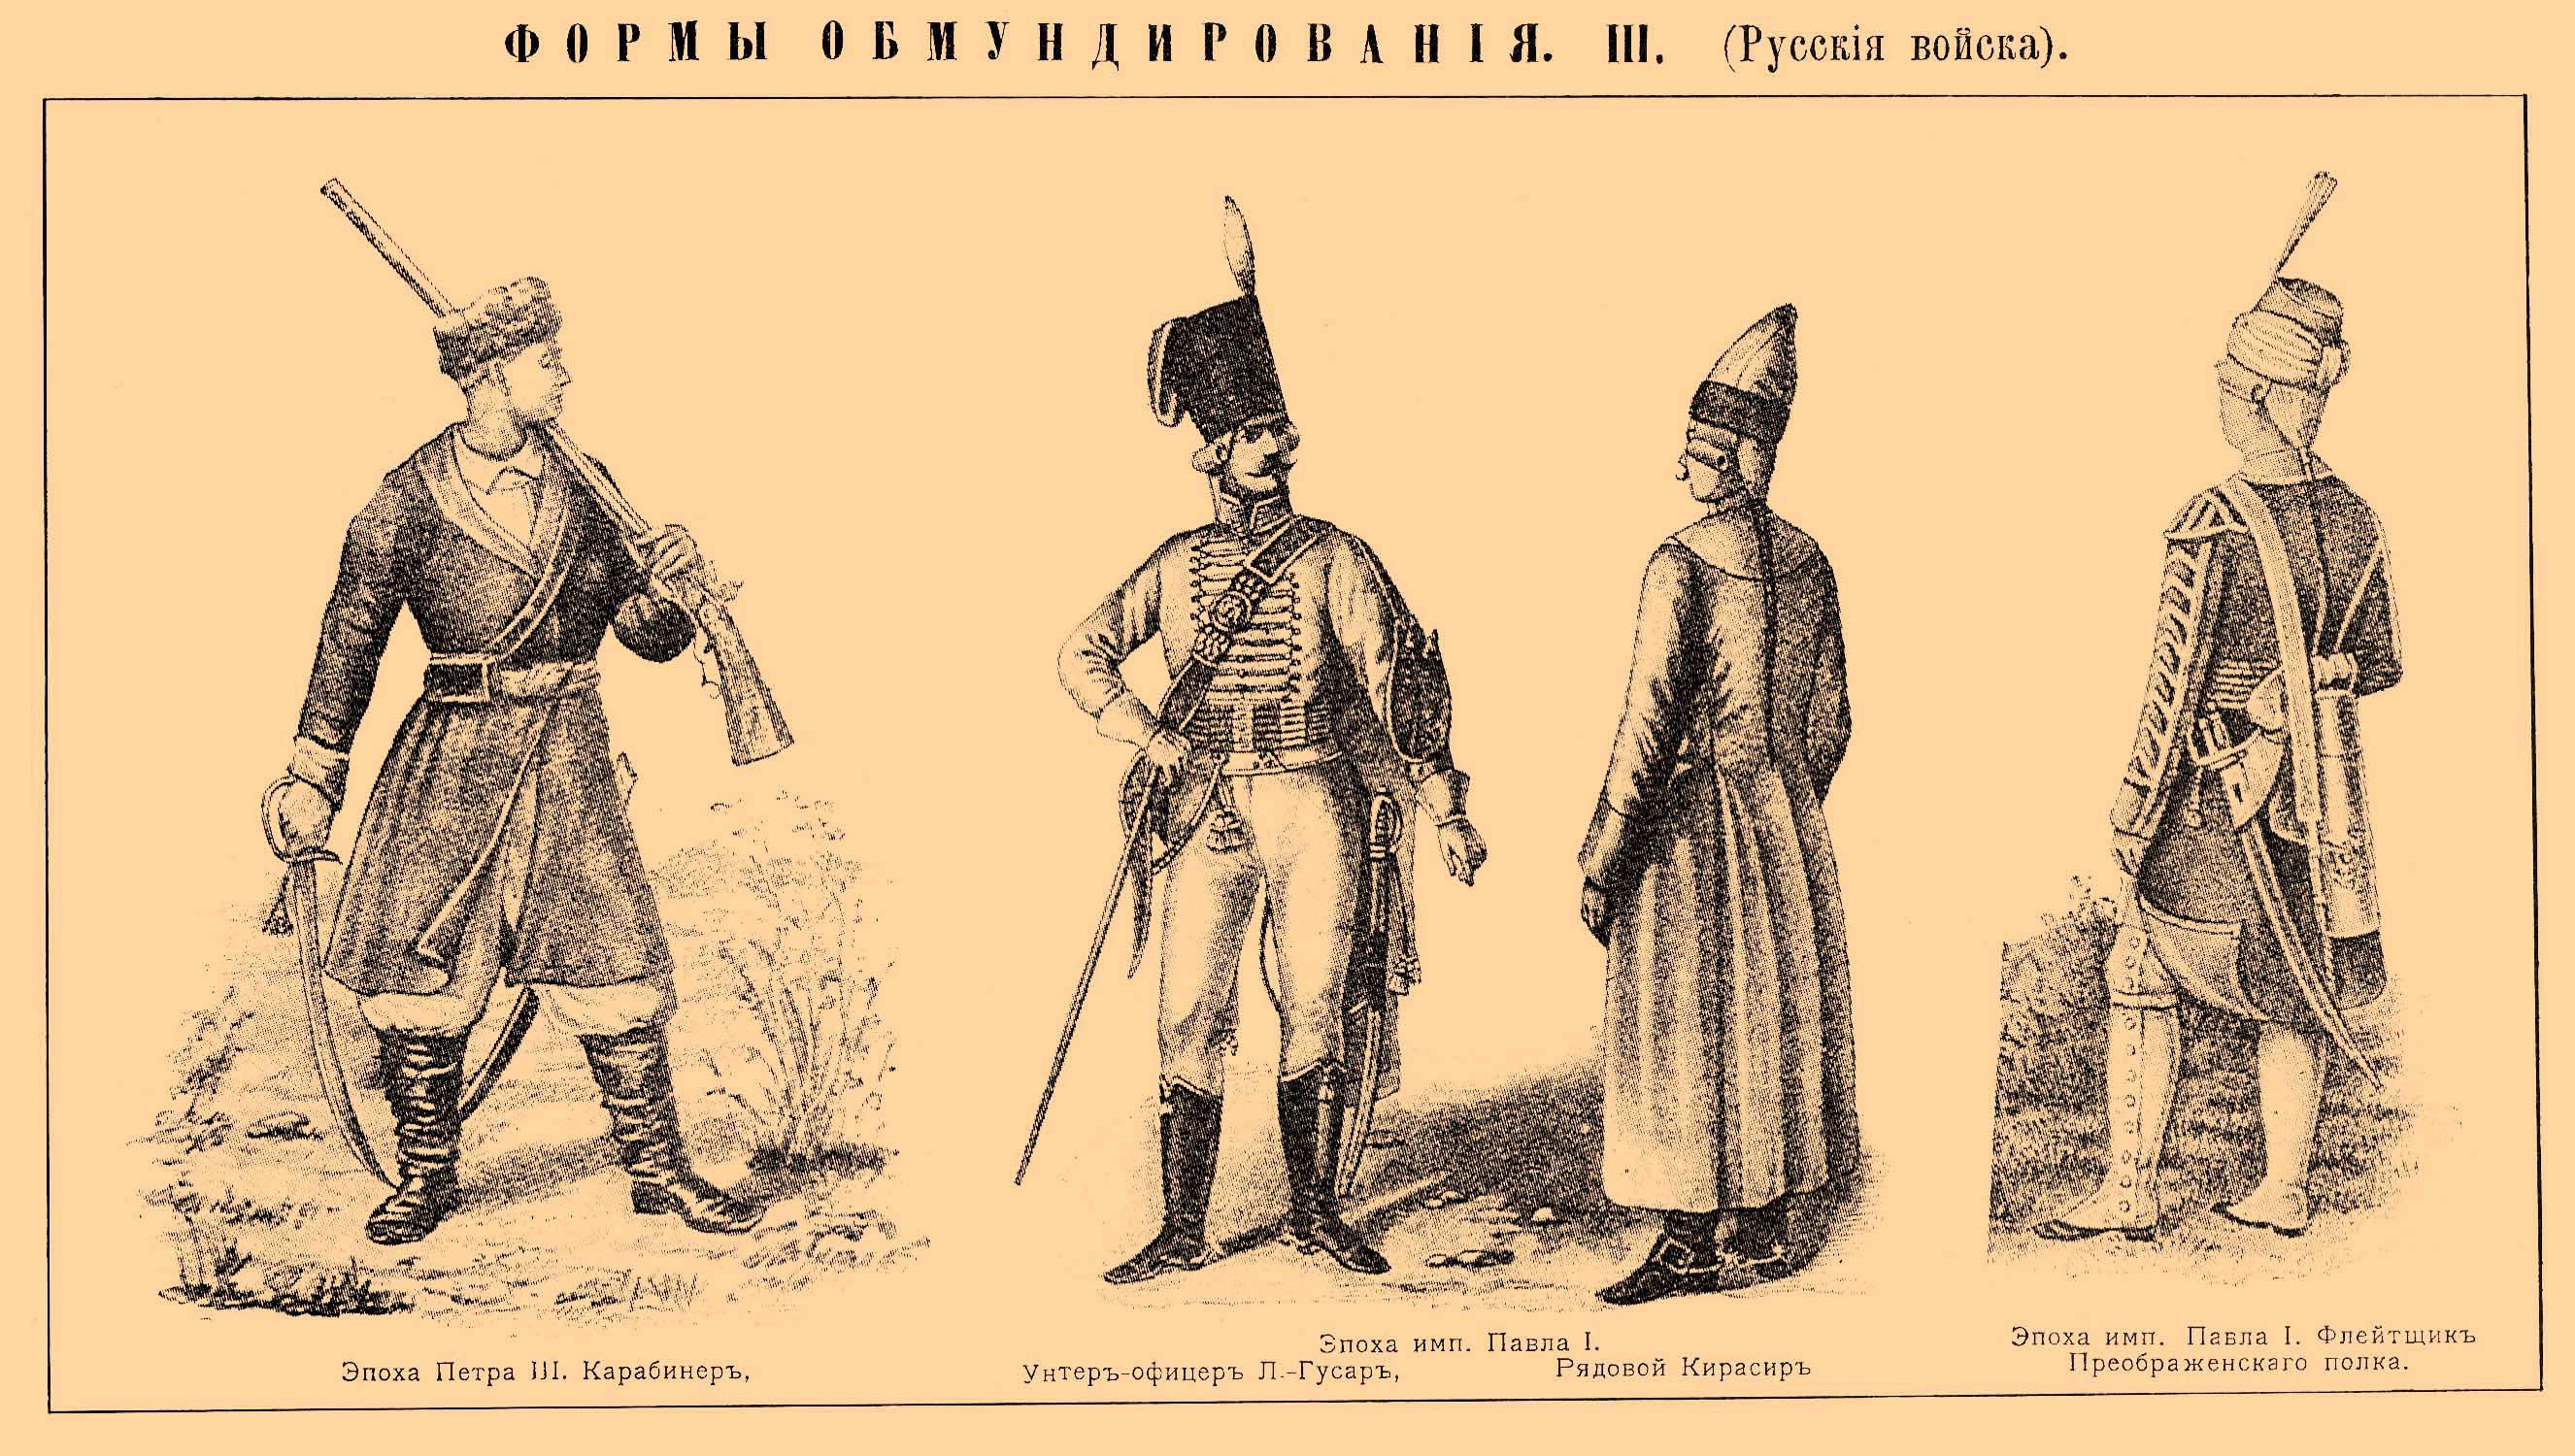 ФОРМЫ ОБМУНДИРОВАНІЯ. III. (Русскія войска).
Эпоха Петра III. Карабинеръ,
Эпоха имп. Павла I.
Унтеръ-офицеръ Л.-Гусаръ, Рядовой Кирасиръ
Эпоха имп. Павла I. Флейтщикъ
Преображенскаго полка.